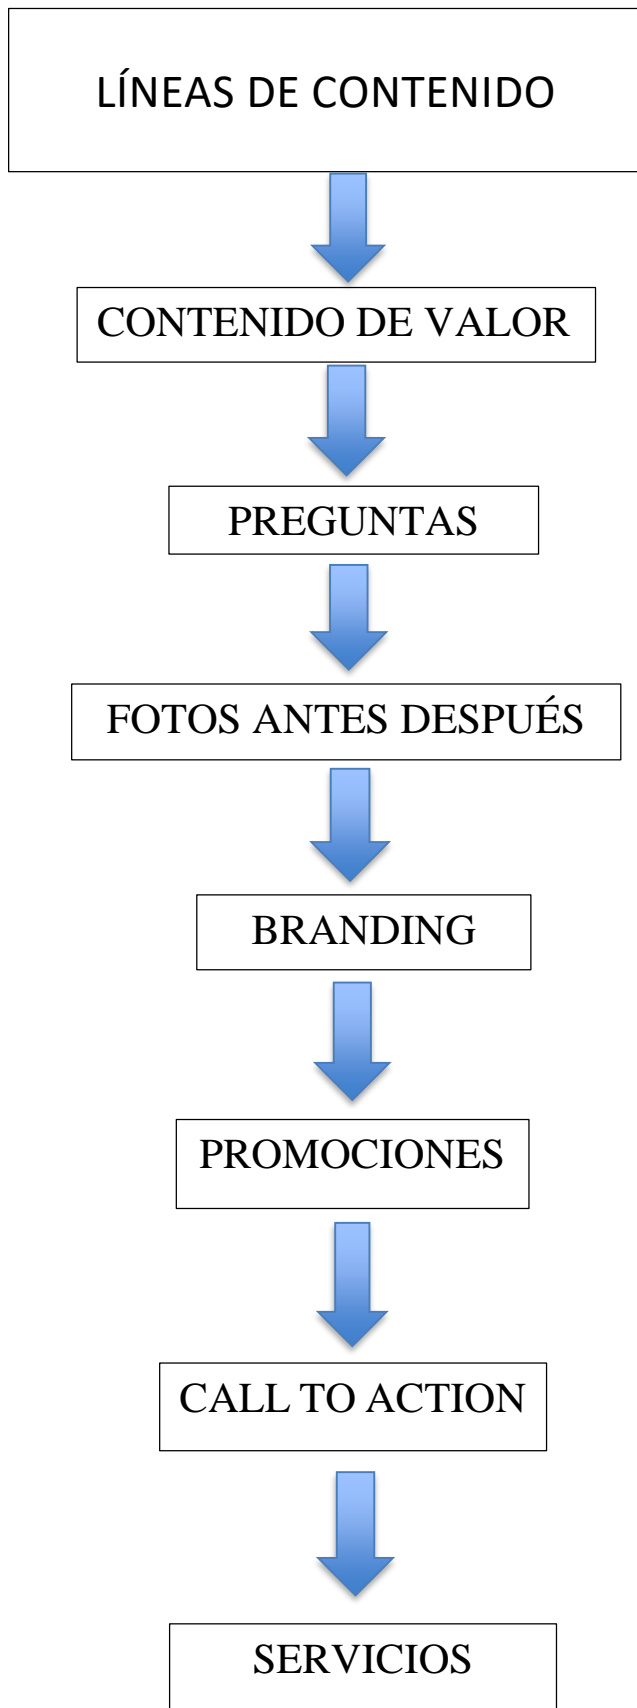 LÍNEAS DE CONTENIDO
CONTENIDO DE VALOR
PREGUNTAS
FOTOS ANTES DESPUÉS
BRANDING
PROMOCIONES
CALL TO ACTION
SERVICIOS